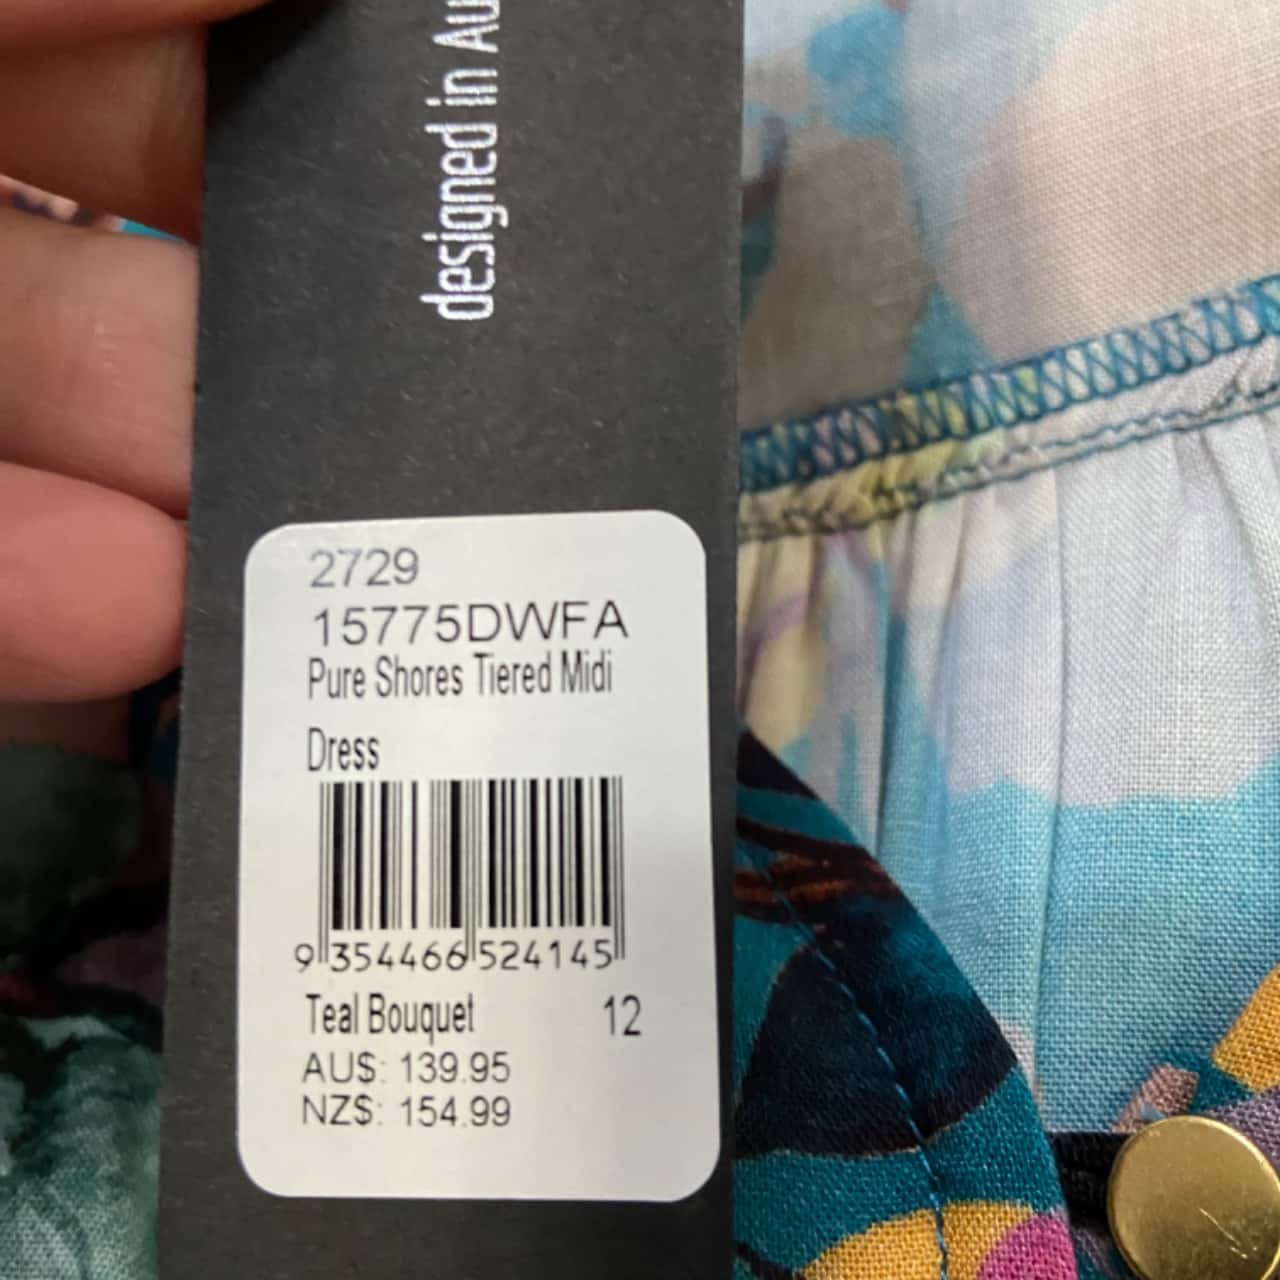 designed in Au
2729
15775DWFA
Pure Shores Tiered Midi
Dress
9 354466 524145
Teal Bouquet 12
AU$: 139.95
NZ$: 154.99